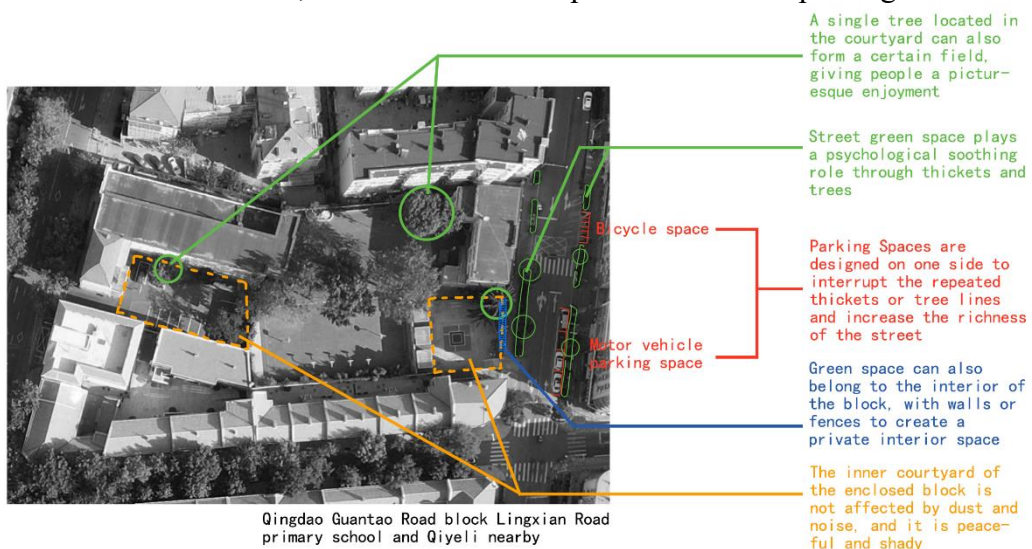 A single tree located in
the courtyard can also
form a certain field,
giving people a pictur-
esque enjoyment
Street green space plays
a psychological soothing
role through thickets and
trees
Bicycle space
Motor vehicle
parking space
Parking Spaces are
designed on one side to
interrupt the repeated
thickets or tree lines
and increase the richness
of the street
Green space can also
belong to the interior of
the block, with walls or
fences to create a
private interior space
The inner courtyard of
the enclosed block is
not affected by dust and
noise, and it is peace-
ful and shady
Qingdao Guantao Road block Lingxian Road
primary school and Qiyeli nearby